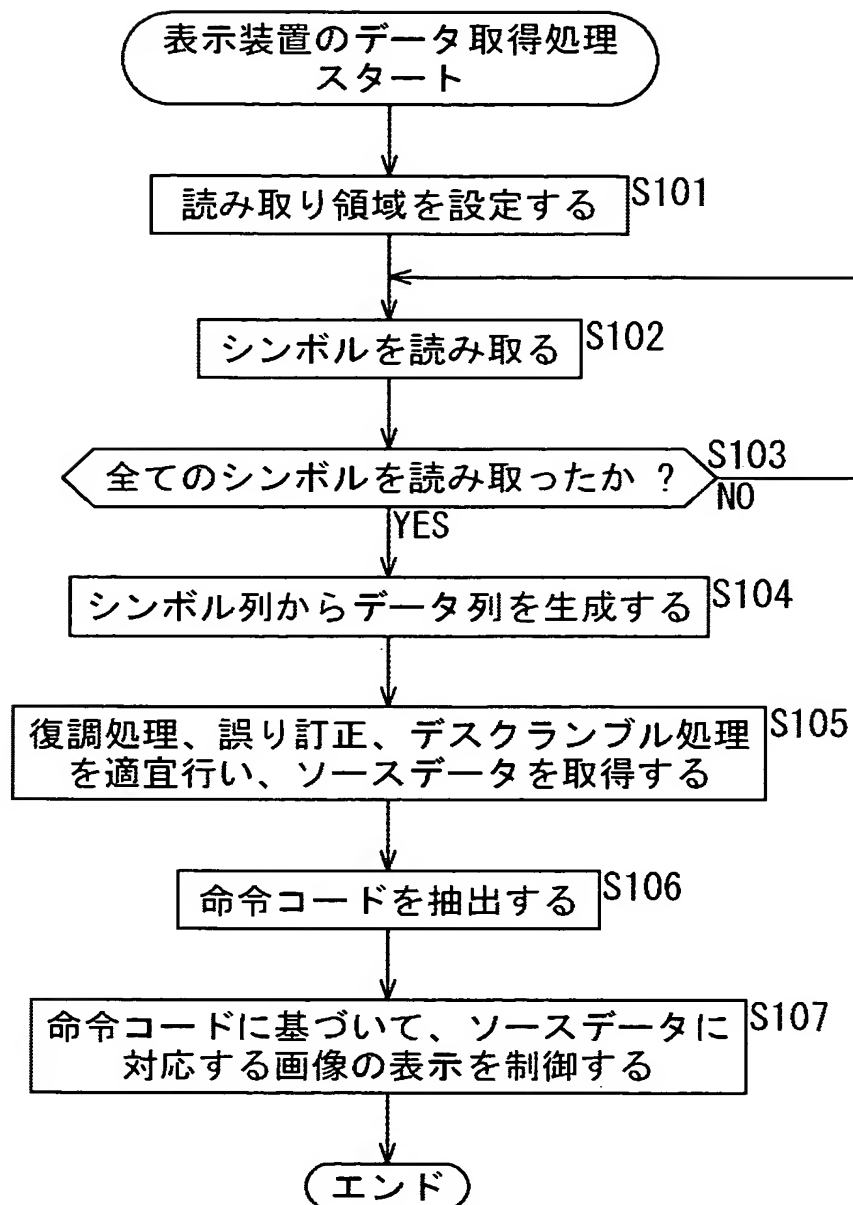 表示装置のデータ取得処理
スタート
読み取り領域を設定する
S101
シンボルを読み取る
S102
全てのシンボルを読み取ったか ?
S103
NO
YES
シンボル列からデータ列を生成する
S104
復調処理、誤り訂正、デスクランブル処理
を適宜行い、ソースデータを取得する
S105
命令コードを抽出する
S106
命令コードに基づいて、ソースデータに
対応する画像の表示を制御する
S107
エンド